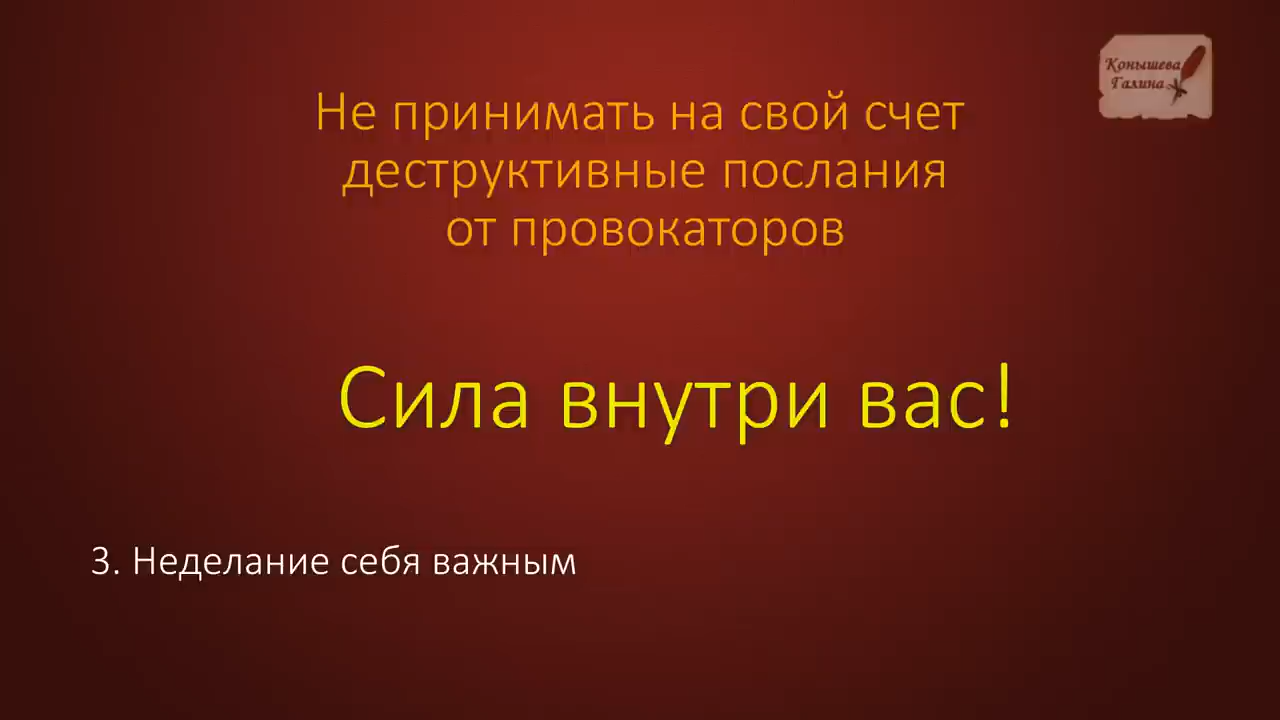 Конышева
Галина
Не принимать на свой счет
деструктивные послания
от провокаторов
Сила внутри вас!
3. Неделание себя важным